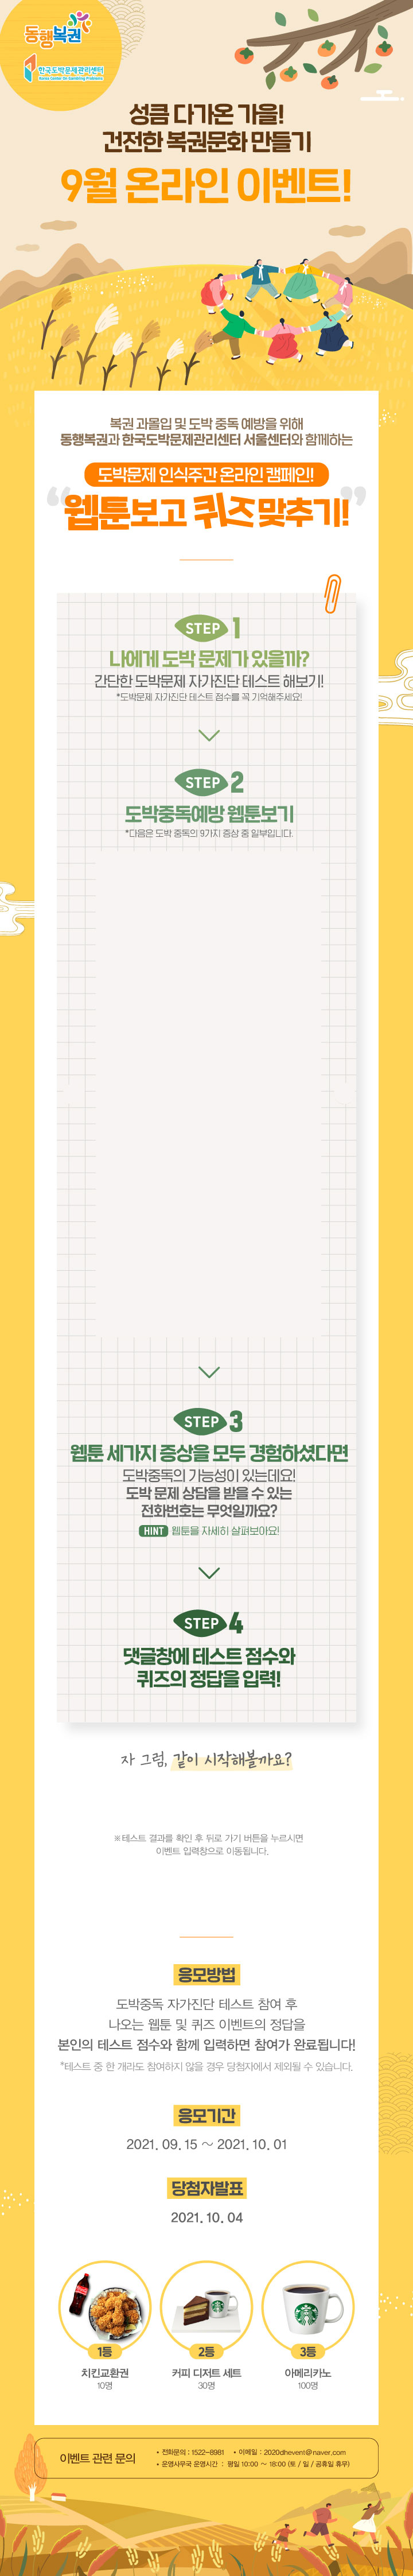 동행복권
한국도박문제관리센터
Korea Center on Gambling Problems
성큼 다가온 가을!
건전한 복권문화 만들기
9월 온라인 이벤트!
복권 과몰입 및 도박 중독 예방을 위해
동행복권과 한국도박문제관리센터 서울센터와 함께하는
도박문제 인식주간 온라인 캠페인!
“웹툰보고 퀴즈 맞추기!”
STEP 1
나에게 도박 문제가 있을까?
간단한 도박문제 자가진단 테스트 해보기!
*도박문제 자가진단 테스트 점수를 꼭 기억해주세요!
STEP 2
도박중독예방 웹툰보기
*다음은 도박 중독의 9가지 증상 중 일부입니다.
STEP 3
웹툰 세가지 증상을 모두 경험하셨다면
도박중독의 가능성이 있는데요!
도박 문제 상담을 받을 수 있는
전화번호는 무엇일까요?
HINT 웹툰을 자세히 살펴보아요!
STEP 4
댓글창에 테스트 점수와
퀴즈의 정답을 입력!
자 그럼, 같이 시작해볼까요?
※테스트 결과를 확인 후 뒤로 가기 버튼을 누르시면
이벤트 입력창으로 이동됩니다.
응모방법
도박중독 자가진단 테스트 참여 후
나오는 웹툰 및 퀴즈 이벤트의 정답을
본인의 테스트 점수와 함께 입력하면 참여가 완료됩니다!
*테스트 중 한 개라도 참여하지 않을 경우 당첨자에서 제외될 수 있습니다.
응모기간
2021. 09. 15 ~ 2021. 10. 01
당첨자발표
2021. 10. 04
1등 2등 3등
치킨교환권 커피 디저트 세트 아메리카노
10명 30명 100명
이벤트 관련 문의
• 전화문의 : 1522-8981 • 이메일 : 2020dhevent@naver.com
• 운영사무국 운영시간 : 평일 10:00 ~ 18:00 (토 / 일 / 공휴일 휴무)